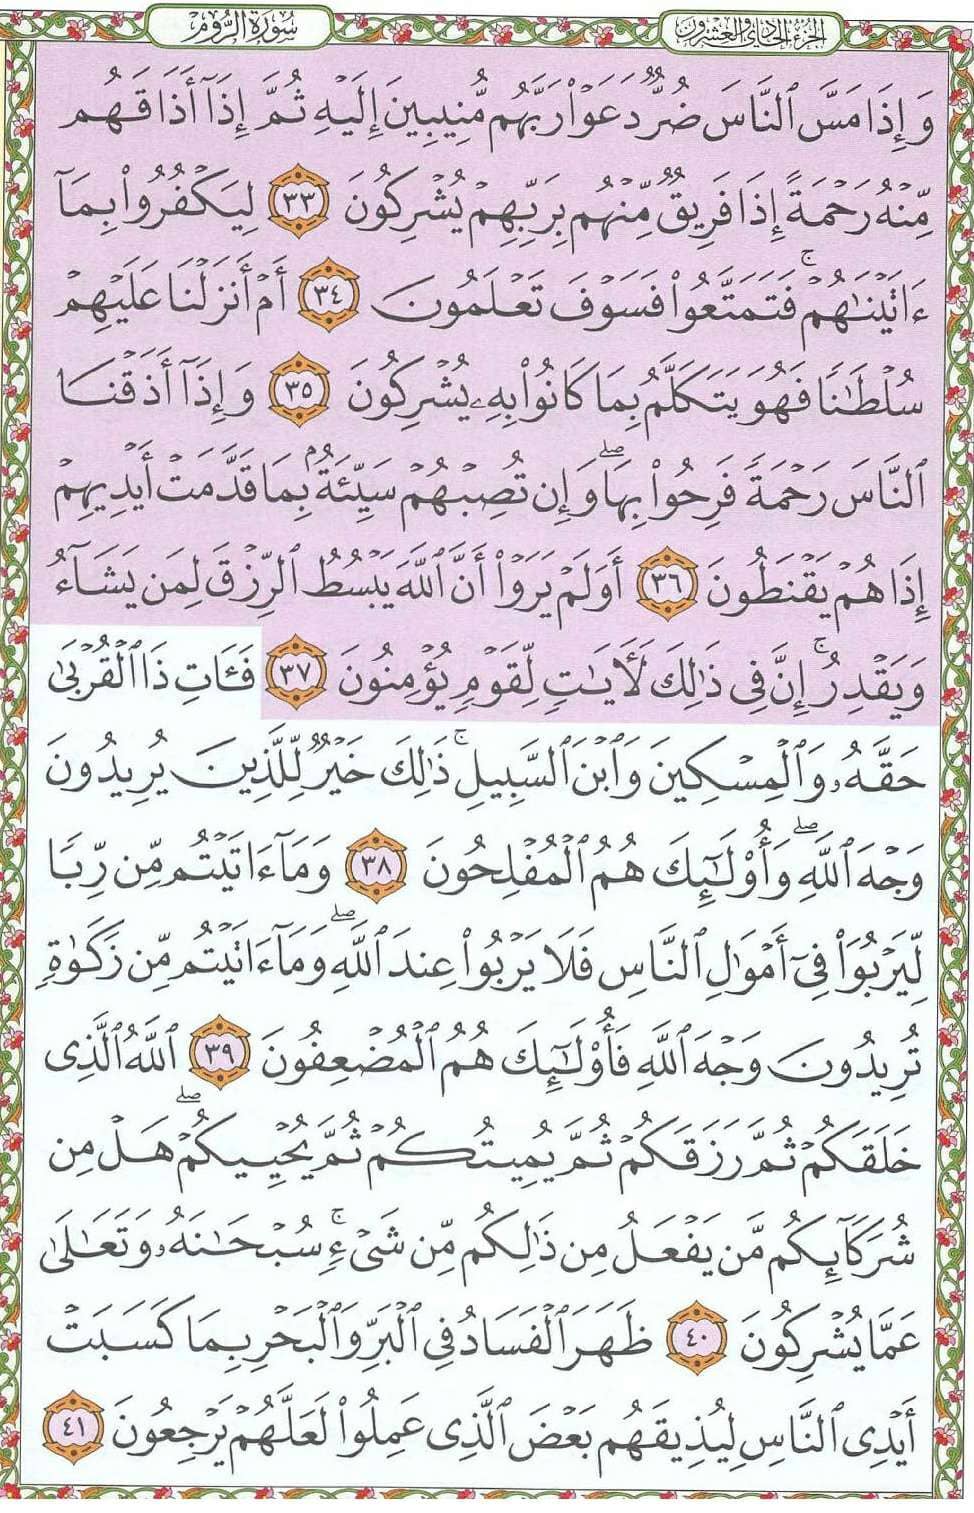 الجزء الحادي والعشرون
سورة الروم
وَإِذَا مَسَّ ٱلنَّاسَ ضُرٌّ دَعَوْا۟ رَبَّهُم مُّنِيبِينَ إِلَيْهِ ثُمَّ إِذَآ أَذَاقَهُم
مِّنْهُ رَحْمَةً إِذَا فَرِيقٌ مِّنْهُم بِرَبِّهِمْ يُشْرِكُونَ ٣٣ لِيَكْفُرُوا۟ بِمَآ
ءَاتَيْنَٰهُمْ ۚ فَتَمَتَّعُوا۟ فَسَوْفَ تَعْلَمُونَ ٣٤ أَمْ أَنزَلْنَا عَلَيْهِمْ
سُلْطَٰنًا فَهُوَ يَتَكَلَّمُ بِمَا كَانُوا۟ بِهِۦ يُشْرِكُونَ ٣٥ وَإِذَآ أَذَقْنَا
ٱلنَّاسَ رَحْمَةً فَرِحُوا۟ بِهَا ۖ وَإِن تُصِبْهُمْ سَيِّئَةٌۢ بِمَا قَدَّمَتْ أَيْدِيهِمْ
إِذَا هُمْ يَقْنَطُونَ ٣٦ أَوَلَمْ يَرَوْا۟ أَنَّ ٱللَّهَ يَبْسُطُ ٱلرِّزْقَ لِمَن يَشَآءُ
وَيَقْدِرُ ۚ إِنَّ فِى ذَٰلِكَ لَـَٔايَٰتٍ لِّقَوْمٍ يُؤْمِنُونَ ٣٧ فَـَٔاتِ ذَا ٱلْقُرْبَىٰ
حَقَّهُۥ وَٱلْمِسْكِينَ وَٱبْنَ ٱلسَّبِيلِ ۚ ذَٰلِكَ خَيْرٌ لِّلَّذِينَ يُرِيدُونَ
وَجْهَ ٱللَّهِ ۖ وَأُو۟لَٰٓئِكَ هُمُ ٱلْمُفْلِحُونَ ٣٨ وَمَآ ءَاتَيْتُم مِّن رِّبًا
لِّيَرْبُوَا۟ فِىٓ أَمْوَٰلِ ٱلنَّاسِ فَلَا يَرْبُوا۟ عِندَ ٱللَّهِ ۖ وَمَآ ءَاتَيْتُم مِّن زَكَوٰةٍ
تُرِيدُونَ وَجْهَ ٱللَّهِ فَأُو۟لَٰٓئِكَ هُمُ ٱلْمُضْعِفُونَ ٣٩ ٱللَّهُ ٱلَّذِى
خَلَقَكُمْ ثُمَّ رَزَقَكُمْ ثُمَّ يُمِيتُكُمْ ثُمَّ يُحْيِيكُمْ ۖ هَلْ مِن
شُرَكَآئِكُم مَّن يَفْعَلُ مِن ذَٰلِكُم مِّن شَىْءٍ ۚ سُبْحَٰنَهُۥ وَتَعَٰلَىٰ
عَمَّا يُشْرِكُونَ ٤٠ ظَهَرَ ٱلْفَسَادُ فِى ٱلْبَرِّ وَٱلْبَحْرِ بِمَا كَسَبَتْ
أَيْدِى ٱلنَّاسِ لِيُذِيقَهُم بَعْضَ ٱلَّذِى عَمِلُوا۟ لَعَلَّهُمْ يَرْجِعُونَ ٤١